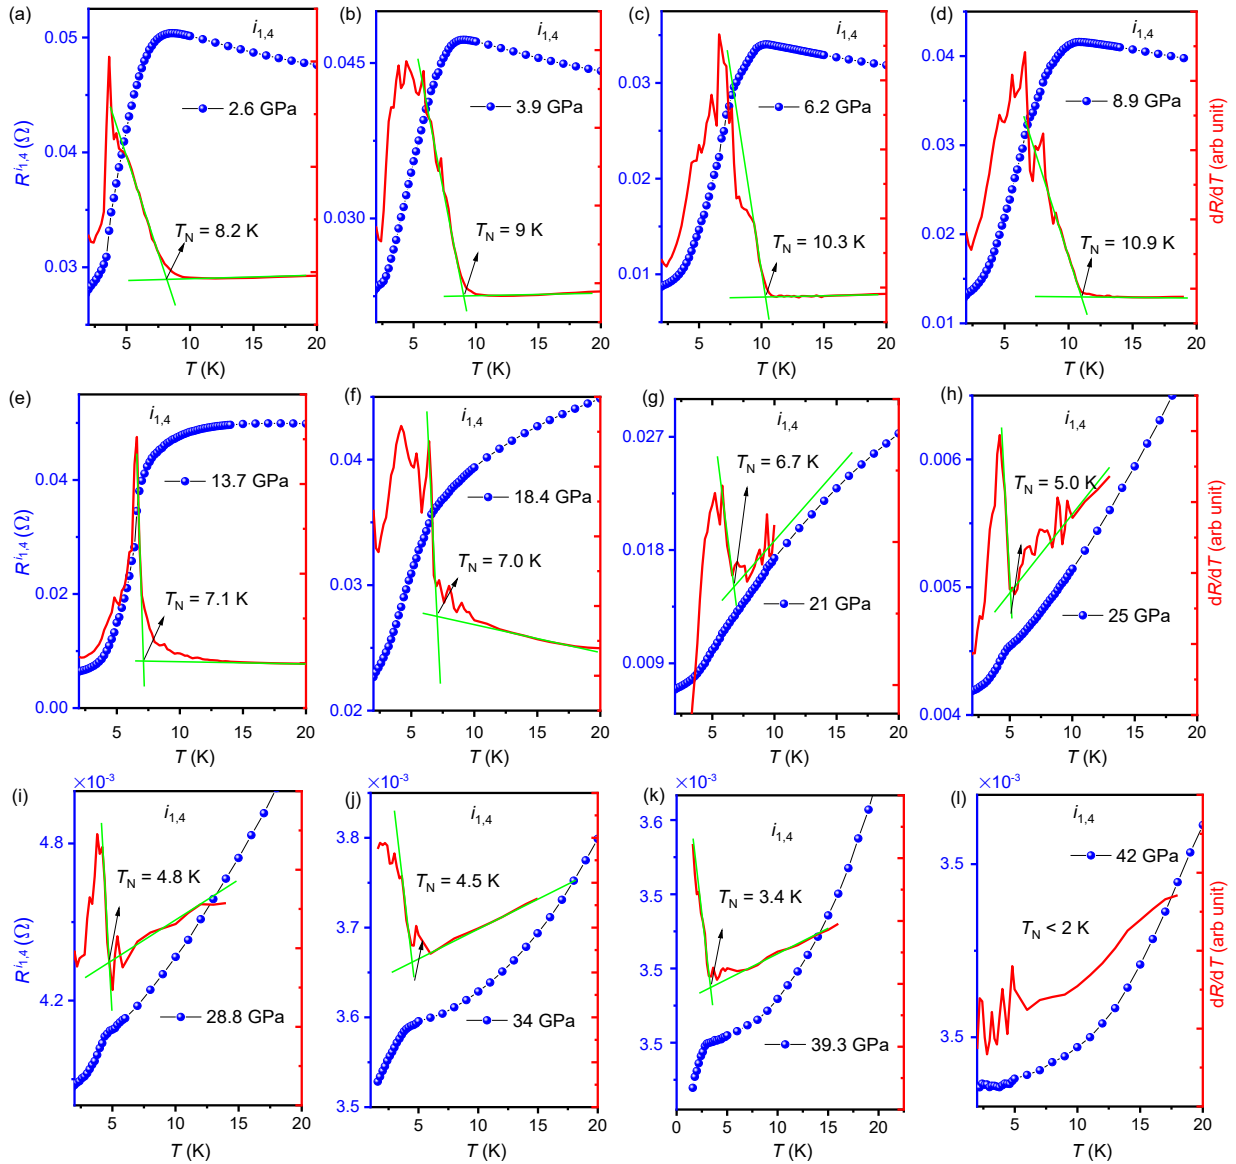 (a)
i1,4
0.05
0.04
0.03
2.6 GPa
TN = 8.2 K
R^i1,4 (Ω)
5 10 15 20
T (K)
(b)
i1,4
0.045
0.030
3.9 GPa
TN = 9 K
5 10 15 20
T (K)
(c)
i1,4
0.03
0.02
0.01
6.2 GPa
TN = 10.3 K
5 10 15 20
T (K)
(d)
i1,4
0.04
0.03
0.02
0.01
8.9 GPa
TN = 10.9 K
5 10 15 20
T (K)
dR/dT (arb unit)
(e)
i1,4
0.04
0.02
0.00
13.7 GPa
TN = 7.1 K
R^i1,4 (Ω)
5 10 15 20
T (K)
(f)
i1,4
0.04
0.03
0.02
18.4 GPa
TN = 7.0 K
5 10 15 20
T (K)
(g)
i1,4
0.027
0.018
0.009
TN = 6.7 K
21 GPa
5 10 15 20
T (K)
(h)
i1,4
0.006
0.005
0.004
TN = 5.0 K
25 GPa
5 10 15 20
T (K)
dR/dT (arb unit)
(i)
×10⁻³
i1,4
4.8
4.2
TN = 4.8 K
28.8 GPa
R^i1,4 (Ω)
5 10 15 20
T (K)
(j)
×10⁻³
i1,4
3.8
3.7
3.6
3.5
TN = 4.5 K
34 GPa
5 10 15 20
T (K)
(k)
×10⁻³
i1,4
3.6
3.5
3.5
3.5
TN = 3.4 K
39.3 GPa
0 5 10 15 20
T (K)
(l)
×10⁻³
i1,4
3.5
3.5
42 GPa
TN < 2 K
5 10 15 20
T (K)
dR/dT (arb unit)